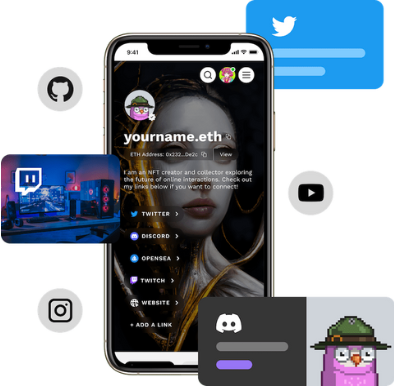 9:41
yourname.eth
ETH Address: 0x222...0e2c
View
I am an NFT creator and collector exploring
the future of online interactions. Check out
my links below if you want to connect!
TWITTER >
DISCORD >
OPENSEA >
TWITCH >
WEBSITE >
+ ADD A LINK